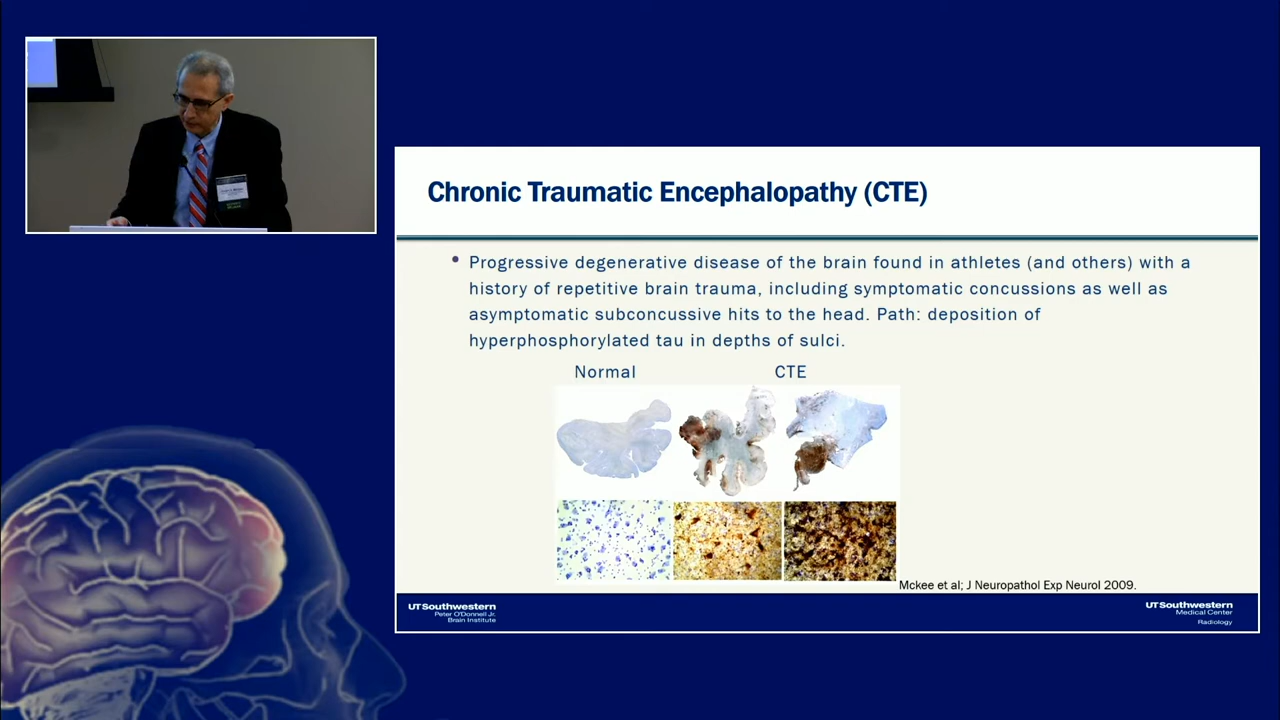 Chronic Traumatic Encephalopathy (CTE)
• Progressive degenerative disease of the brain found in athletes (and others) with a
history of repetitive brain trauma, including symptomatic concussions as well as
asymptomatic subconcussive hits to the head. Path: deposition of
hyperphosphorylated tau in depths of sulci.
Normal CTE
Mckee et al; J Neuropathol Exp Neurol 2009.
UTSouthwestern
Peter O'Donnell Jr.
Brain Institute
UTSouthwestern
Medical Center
Radiology